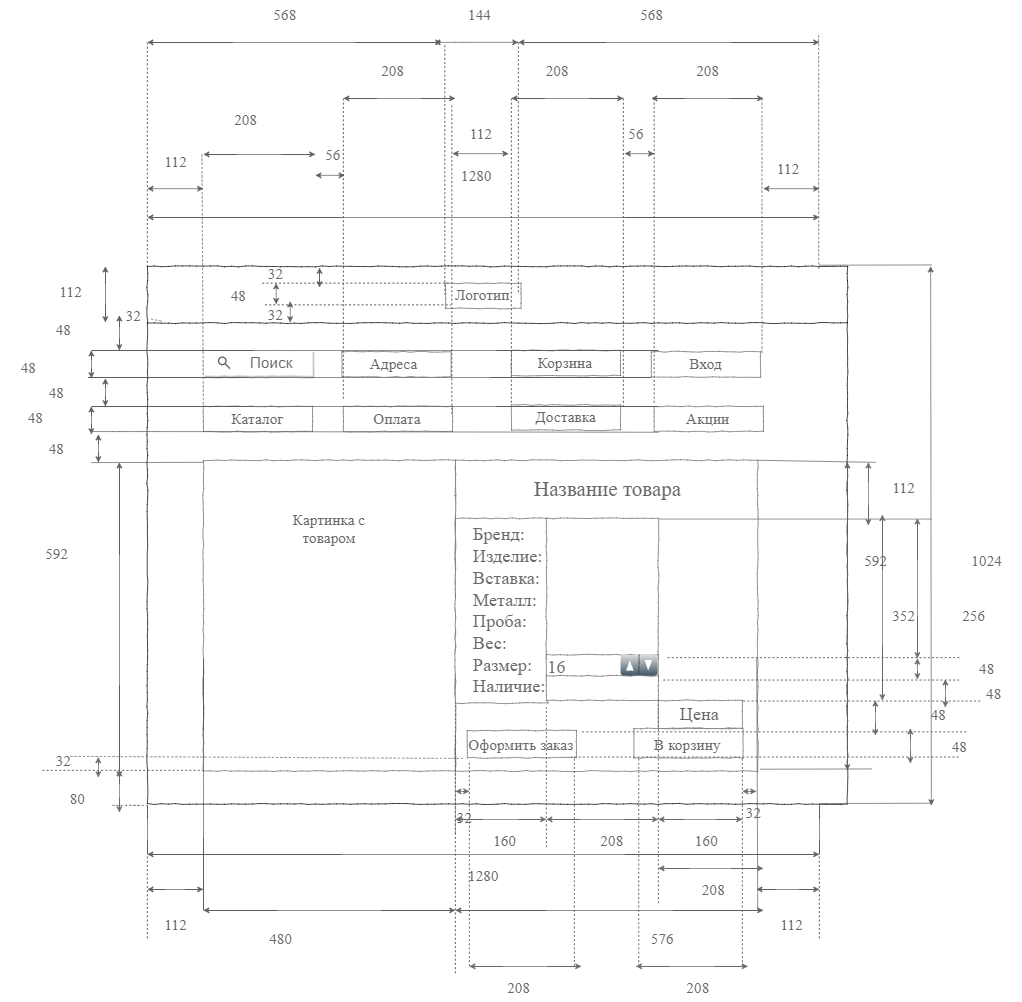 568 144 568
208 208 208
208 112 56
112 56 1280 112
32
112 48 Логотип
32 32
48
48 Поиск Адреса Корзина Вход
48
48 Каталог Оплата Доставка Акции
48
Название товара 112
Картинка с
товаром
Бренд:
592 Изделие: 592 1024
Вставка:
Металл:
Проба: 352 256
Вес:
Размер: 16 48
Наличие: 48
Цена 48
Оформить заказ В корзину 48
32
80
32 32
160 208 160
1280 208
112 112
480 576
208 208